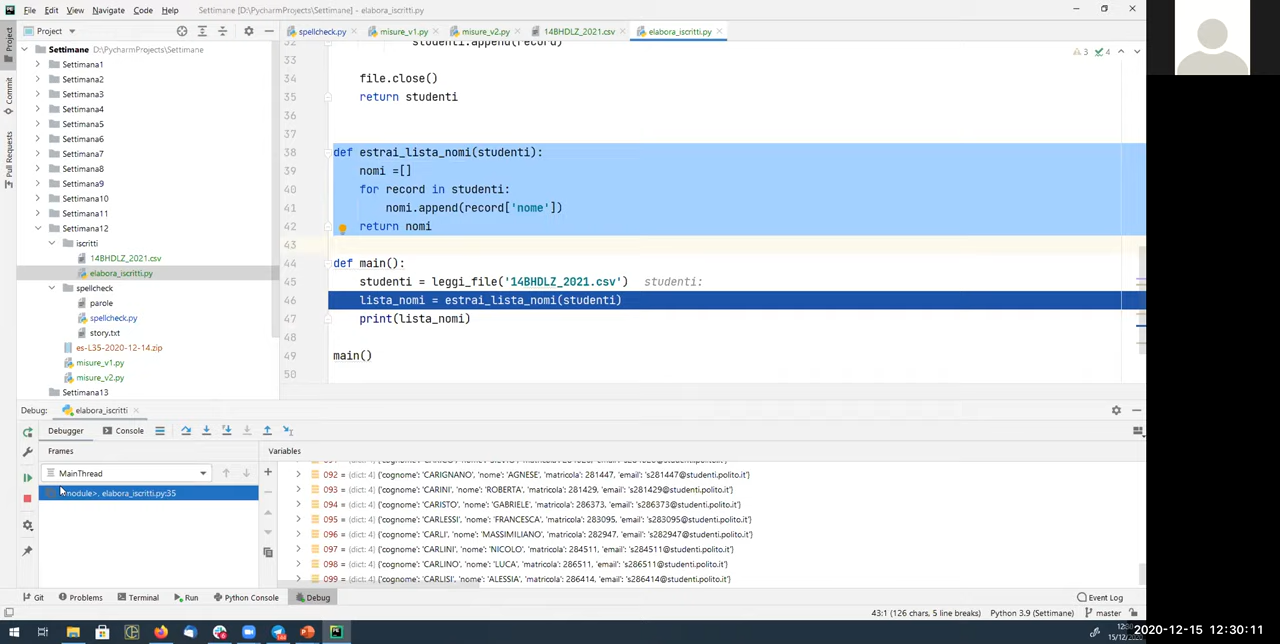 File Edit View Navigate Code Help Settimane [D:\PycharmProjects\Settimane] - elabora_iscritti.py
Project
spellcheck.py misure_v1.py misure_v2.py 14BHDLZ_2021.csv elabora_iscritti.py
Project
Commit
Pull Requests
Settimane D:\PycharmProjects\Settimane
Settimana1
Settimana2
Settimana3
Settimana4
Settimana5
Settimana6
Settimana7
Settimana8
Settimana9
Settimana10
Settimana11
Settimana12
iscritti
14BHDLZ_2021.csv
elabora_iscritti.py
spellcheck
parole
spellcheck.py
story.txt
es-L35-2020-12-14.zip
misure_v1.py
misure_v2.py
Settimana13
3 4
32 studenti.append(record)
33
34 file.close()
35 return studenti
36
37
38 def estrai_lista_nomi(studenti):
39 nomi =[]
40 for record in studenti:
41 nomi.append(record['nome'])
42 return nomi
43
44 def main():
45 studenti = leggi_file('14BHDLZ_2021.csv') studenti:
46 lista_nomi = estrai_lista_nomi(studenti)
47 print(lista_nomi)
48
49 main()
50
Debug: elabora_iscritti
Debugger Console
Frames Variables
MainThread
module>, elabora_iscritti.py:35
092 = {dict: 4} {'cognome': 'CARIGNANO', 'nome': 'AGNESE', 'matricola': 281447, 'email': 's281447@studenti.polito.it'}
093 = {dict: 4} {'cognome': 'CARINI', 'nome': 'ROBERTA', 'matricola': 281429, 'email': 's281429@studenti.polito.it'}
094 = {dict: 4} {'cognome': 'CARISTO', 'nome': 'GABRIELE', 'matricola': 286373, 'email': 's286373@studenti.polito.it'}
095 = {dict: 4} {'cognome': 'CARLESSI', 'nome': 'FRANCESCA', 'matricola': 283095, 'email': 's283095@studenti.polito.it'}
096 = {dict: 4} {'cognome': 'CARLI', 'nome': 'MASSIMILIANO', 'matricola': 282947, 'email': 's282947@studenti.polito.it'}
097 = {dict: 4} {'cognome': 'CARLINI', 'nome': 'NICOLO', 'matricola': 284511, 'email': 's284511@studenti.polito.it'}
098 = {dict: 4} {'cognome': 'CARLINO', 'nome': 'LUCA', 'matricola': 286511, 'email': 's286511@studenti.polito.it'}
099 = {dict: 4} {'cognome': 'CARLISI', 'nome': 'ALESSIA', 'matricola': 286414, 'email': 's286414@studenti.polito.it'}
Git Problems Terminal Run Python Console Debug Event Log
43:1 (126 chars, 5 line breaks) Python 3.9 (Settimane) master
2020-12-15 12:30:11